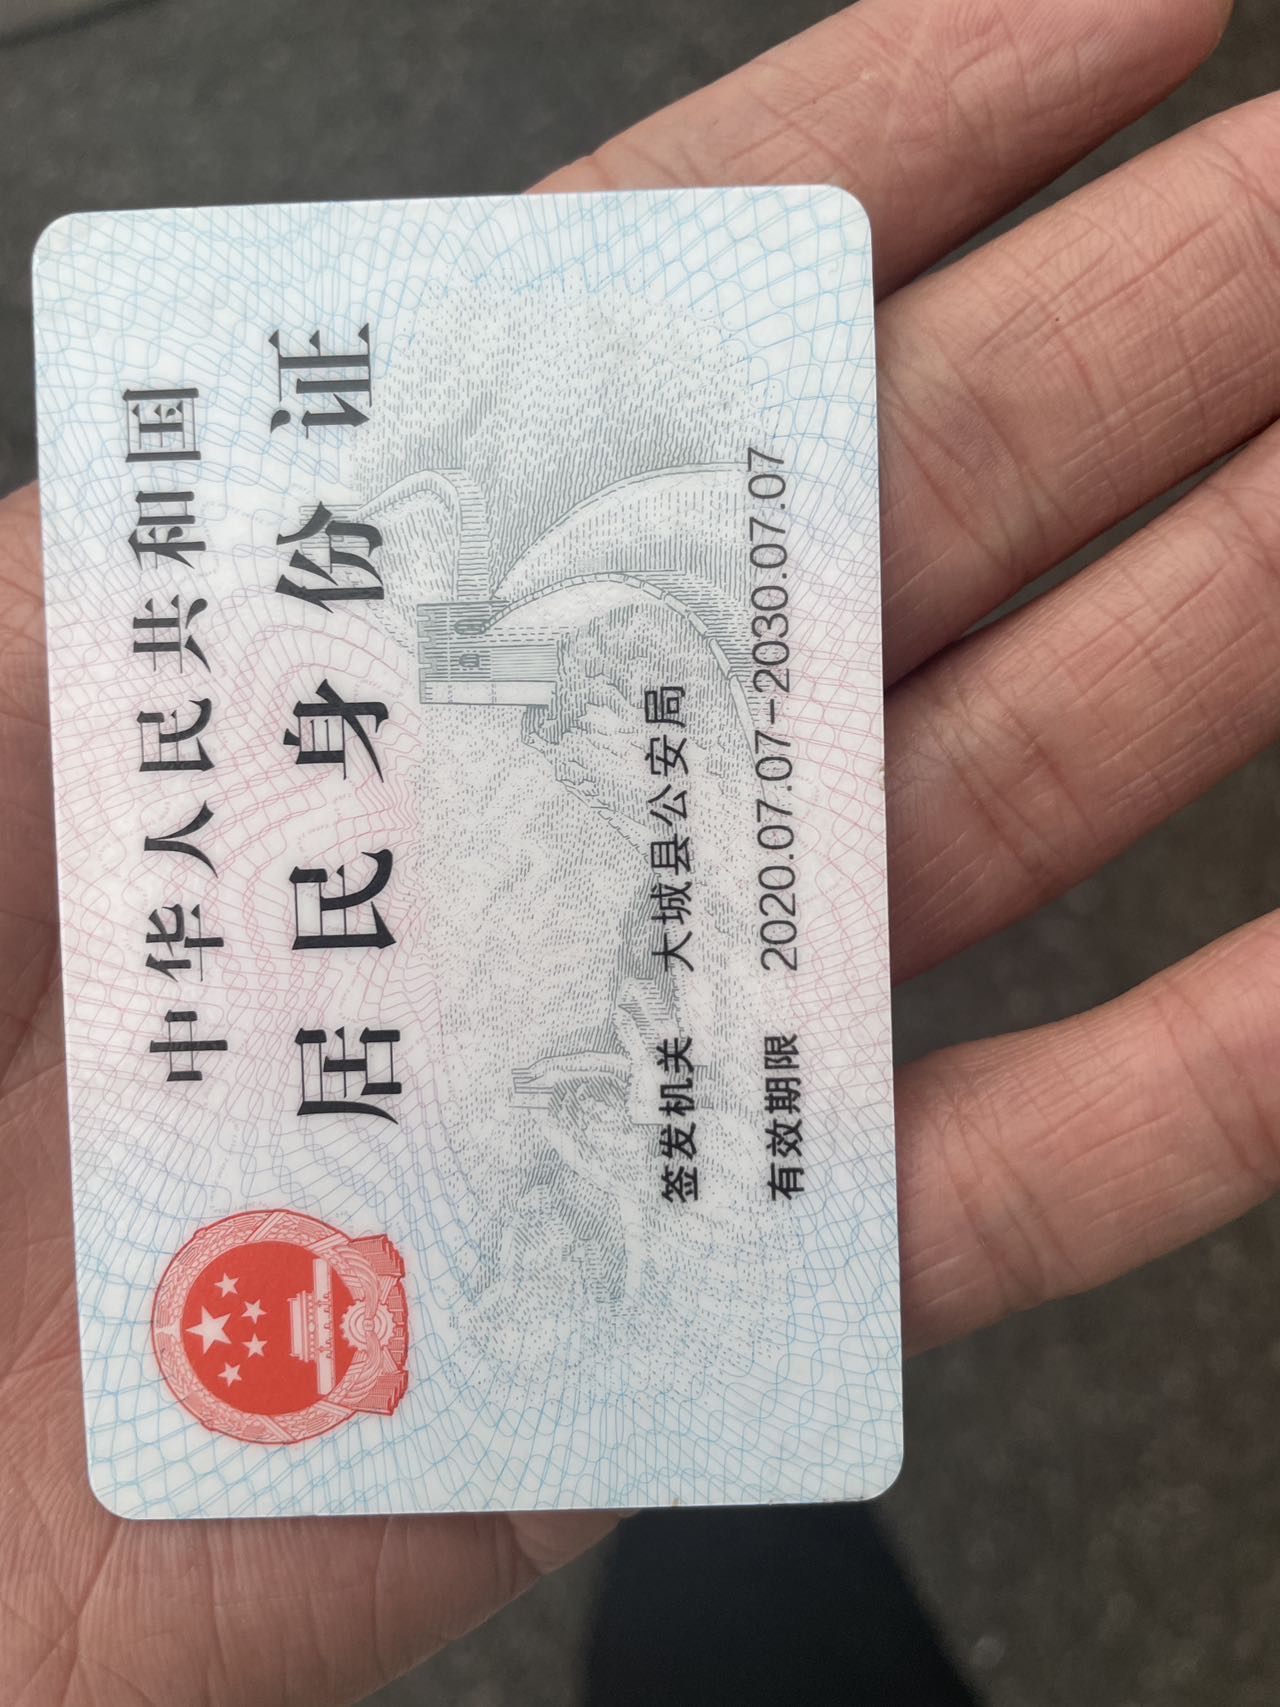 中华人民共和国
居民身份证
签发机关 大城县公安局
有效期限 2020.07.07-2030.07.07